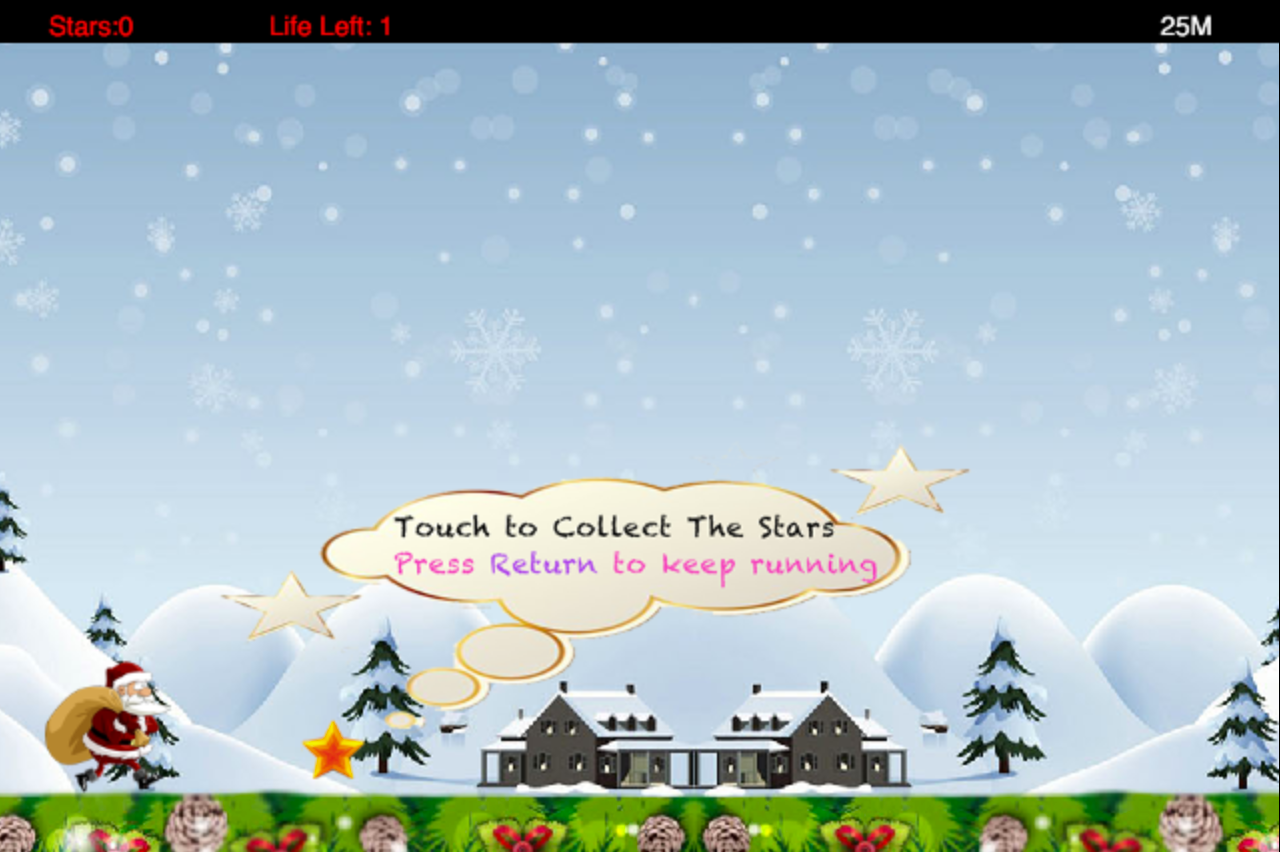 Stars:0 Life Left: 1 25M
Touch to Collect The Stars
Press Return to keep running